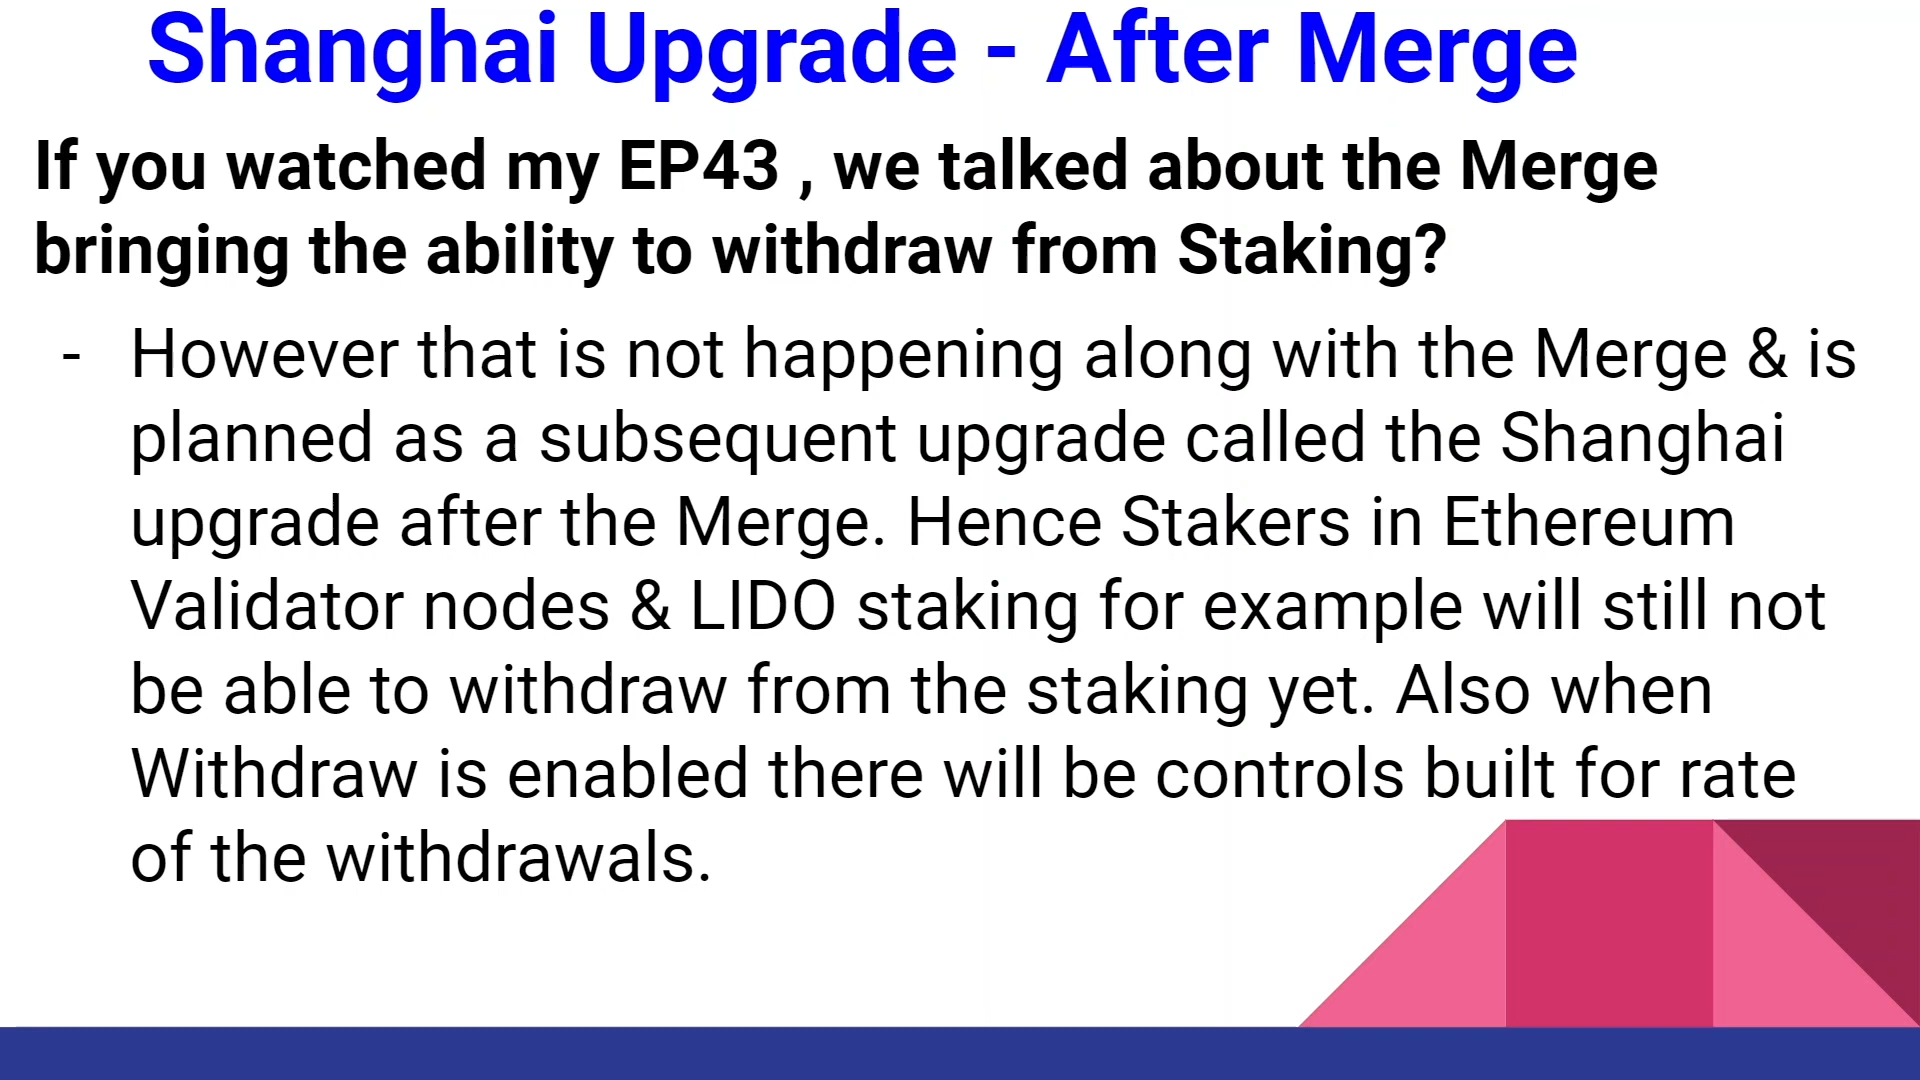 Shanghai Upgrade - After Merge
If you watched my EP43 , we talked about the Merge
bringing the ability to withdraw from Staking?
- However that is not happening along with the Merge & is
planned as a subsequent upgrade called the Shanghai
upgrade after the Merge. Hence Stakers in Ethereum
Validator nodes & LIDO staking for example will still not
be able to withdraw from the staking yet. Also when
Withdraw is enabled there will be controls built for rate
of the withdrawals.